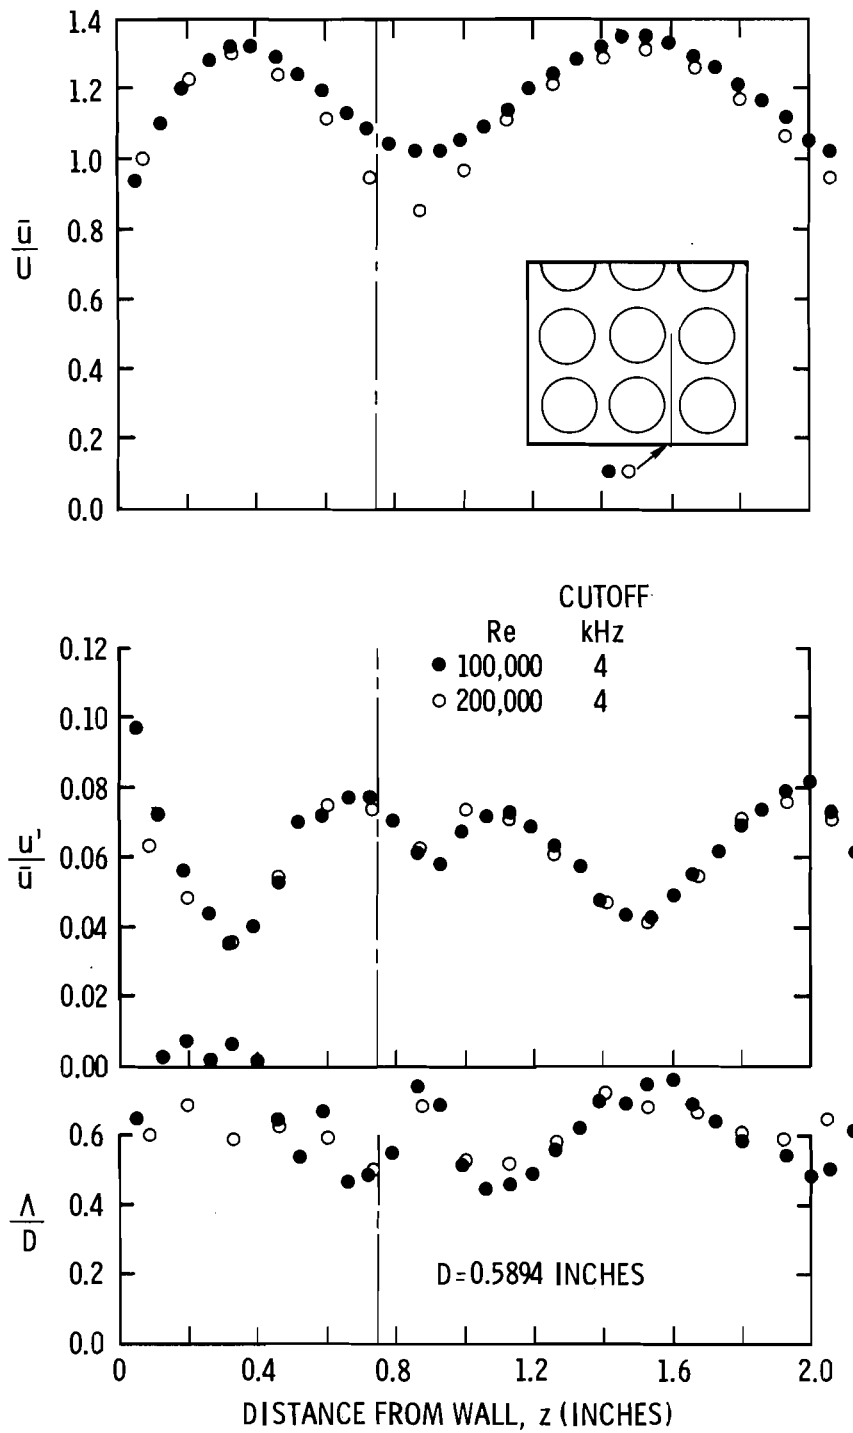 1.4
1.2
1.0
0.8
0.6
0.4
0.2
0.0
ū
U
CUTOFF
Re kHz
● 100,000 4
○ 200,000 4
0.12
0.10
0.08
0.06
0.04
0.02
0.00
u'
ū
0.6
0.4
0.2
0.0
Λ
D
D=0.5894 INCHES
0 0.4 0.8 1.2 1.6 2.0
DISTANCE FROM WALL, z (INCHES)